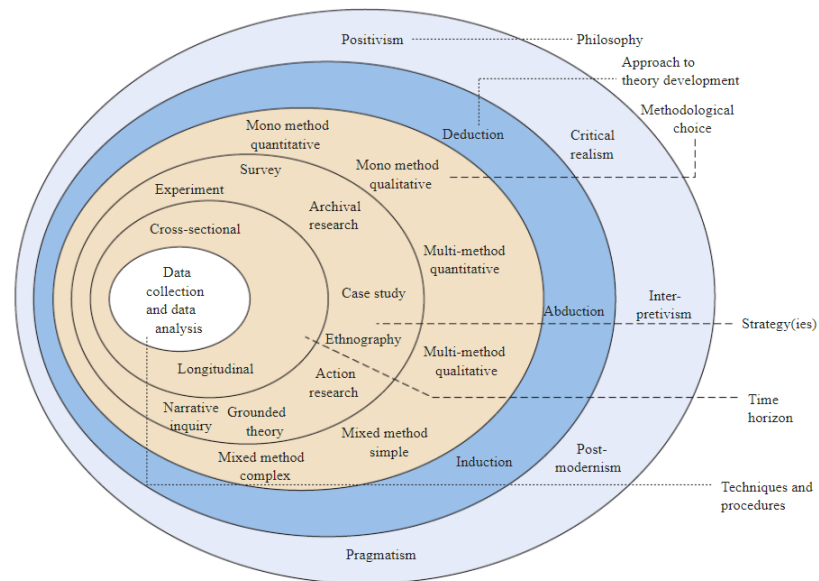 Positivism
Philosophy
Approach to
theory development
Methodological
choice
Deduction
Critical
realism
Mono method
quantitative
Mono method
qualitative
Survey
Experiment
Archival
research
Cross-sectional
Multi-method
quantitative
Data
collection
and data
analysis
Case study
Inter-
pretivism
Abduction
Strategy(ies)
Ethnography
Multi-method
qualitative
Longitudinal
Action
research
Time
horizon
Narrative
inquiry
Grounded
theory
Mixed method
simple
Mixed method
complex
Induction
Post-
modernism
Techniques and
procedures
Pragmatism